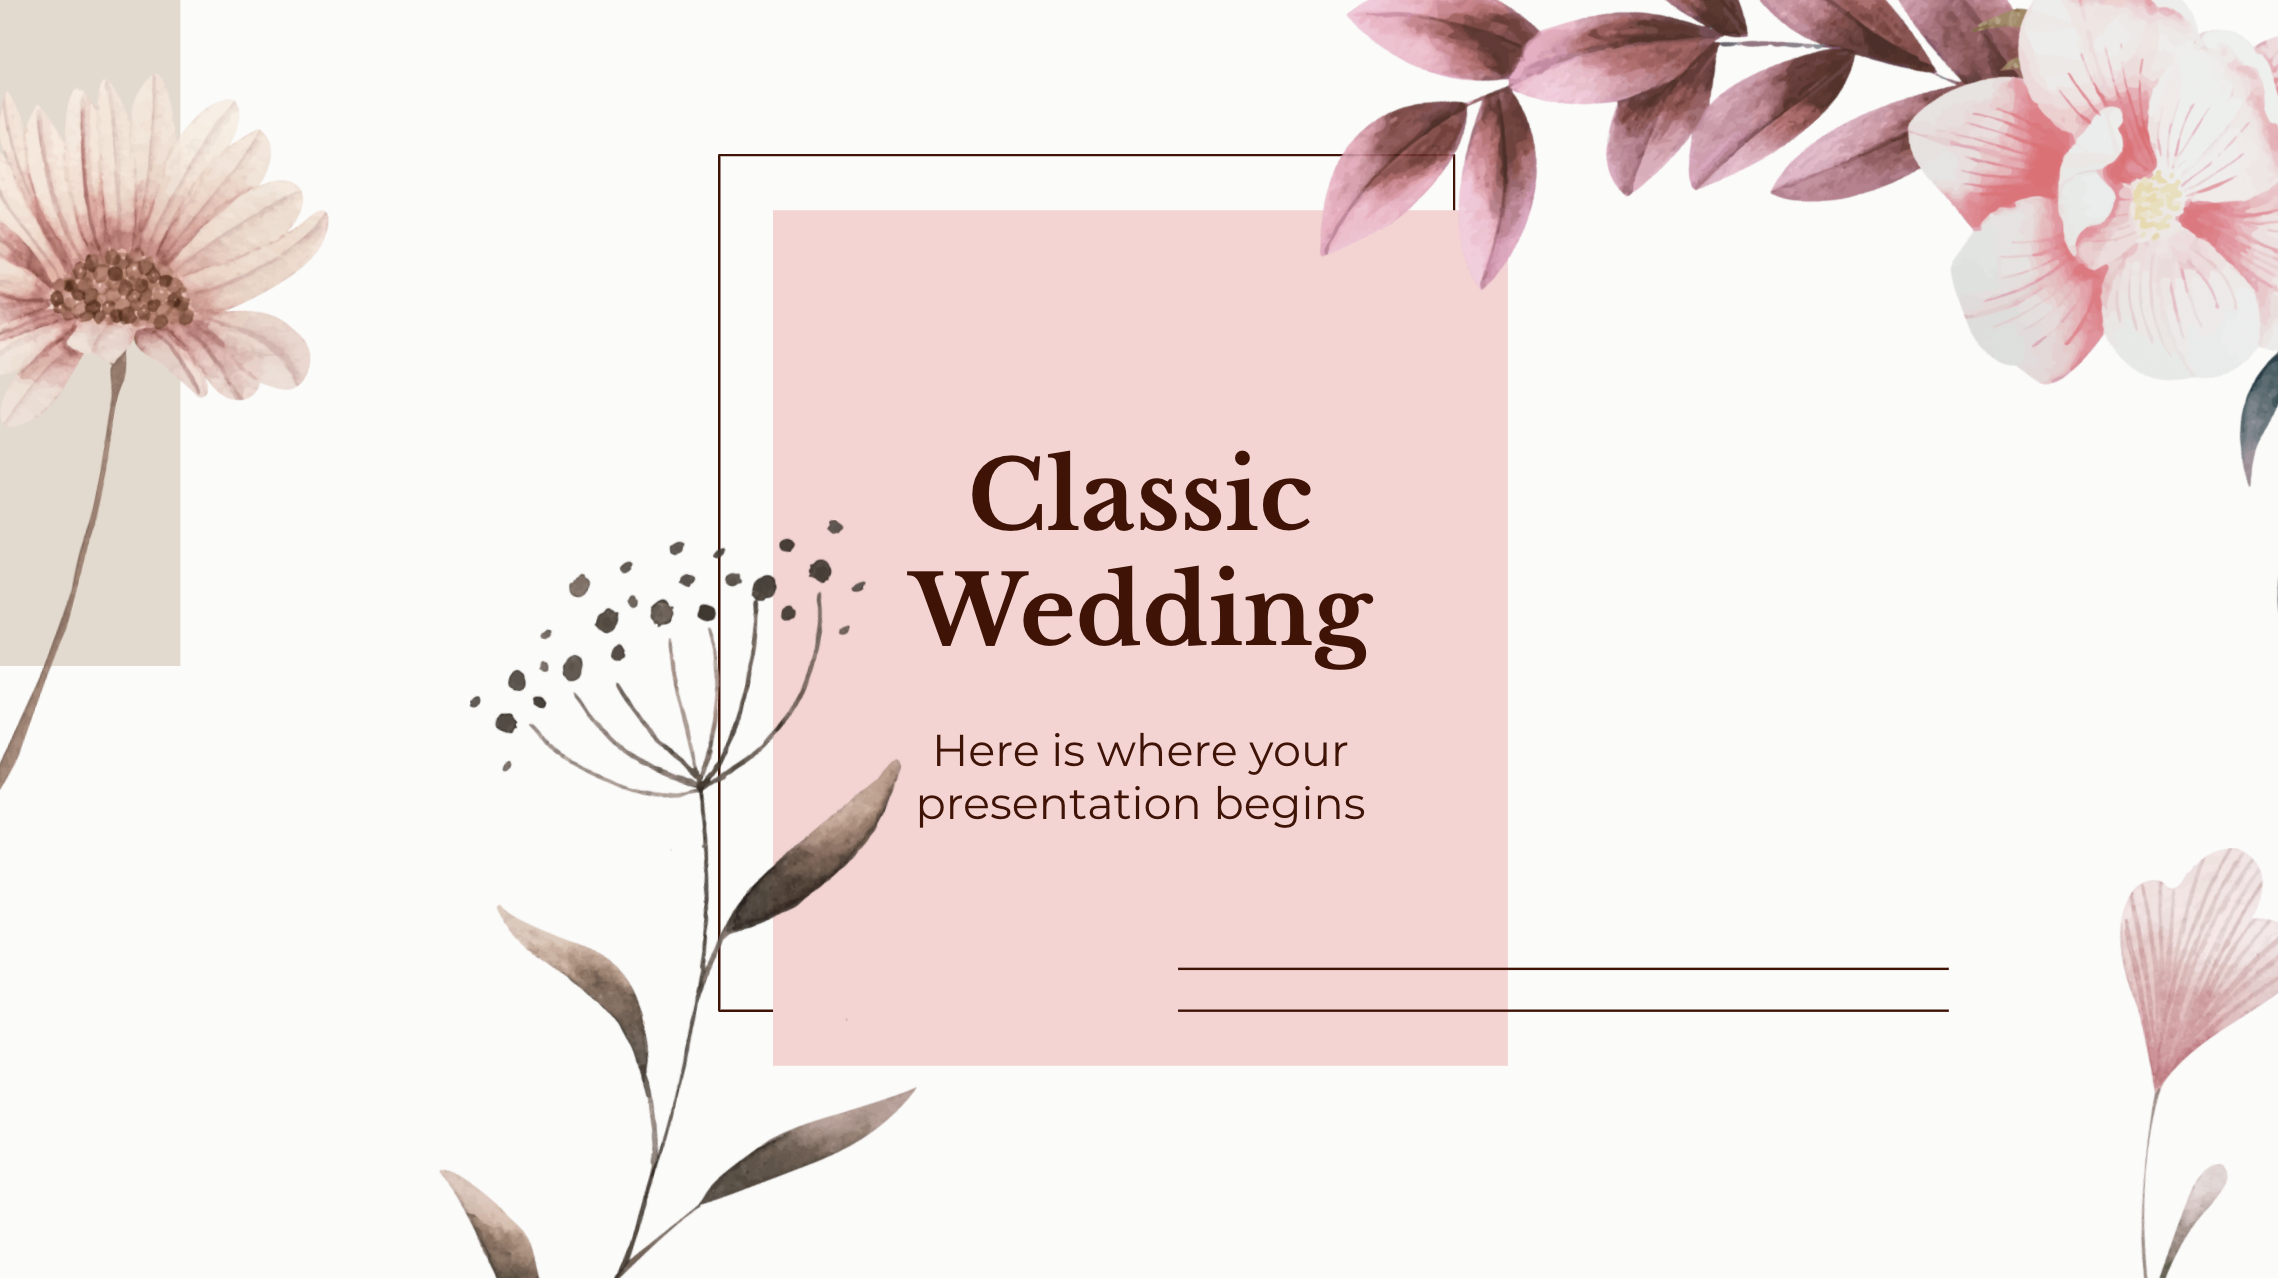 Classic
Wedding
Here is where your
presentation begins